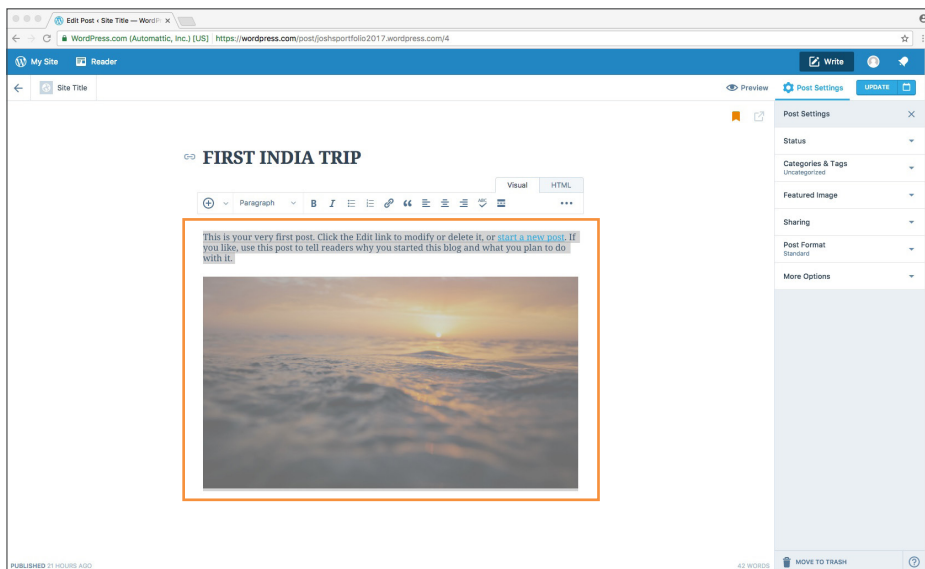 Edit Post ‹ Site Title — WordP
WordPress.com (Automattic, Inc.) [US] https://wordpress.com/post/joshsportfolio2017.wordpress.com/4
My Site Reader Write
Site Title Preview Post Settings UPDATE
Post Settings
Status
Categories & Tags
Uncategorized
Featured Image
Sharing
Post Format
Standard
More Options
FIRST INDIA TRIP
Visual HTML
Paragraph B I ABC
This is your very first post. Click the Edit link to modify or delete it, or start a new post. If
you like, use this post to tell readers why you started this blog and what you plan to do
with it.
PUBLISHED 21 HOURS AGO 42 WORDS MOVE TO TRASH